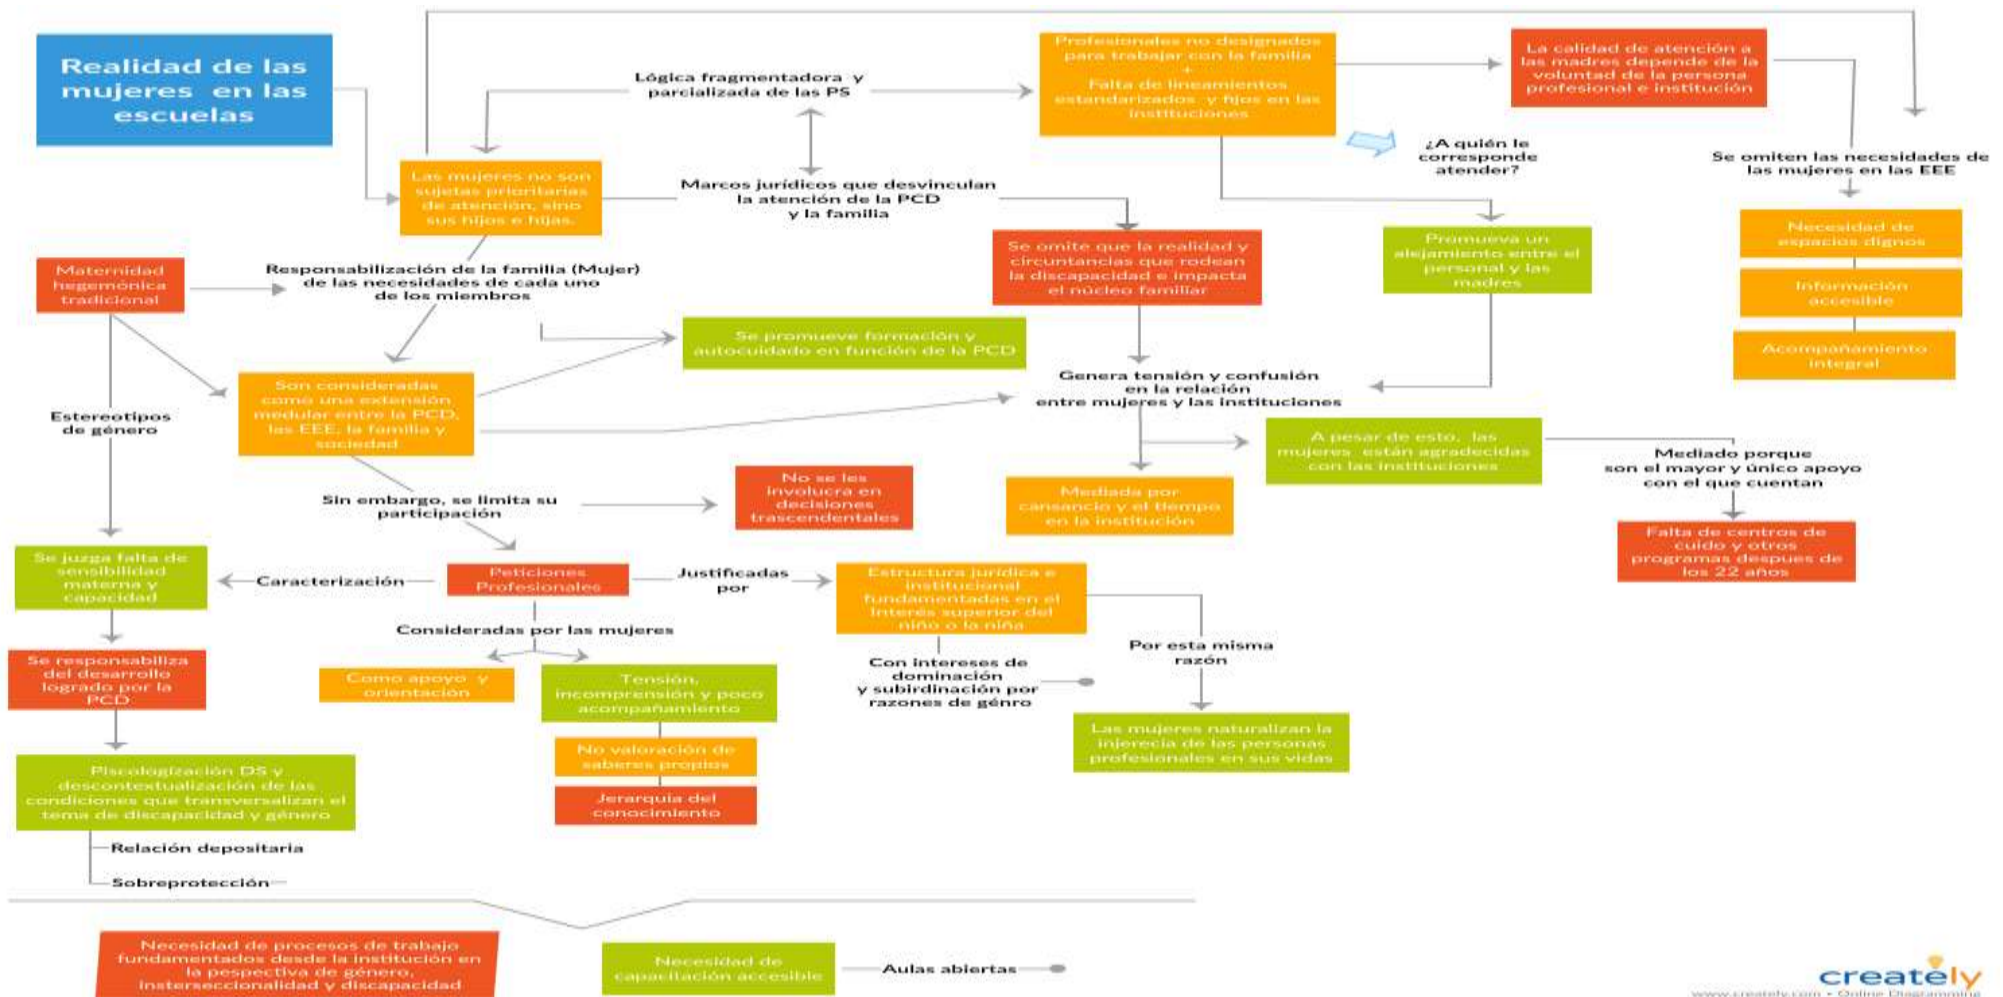 Realidad de las
mujeres en las
escuelas
Lógica fragmentadora y
parcializada de las PS
Profesionales no designados
para trabajar con la familia
+
Falta de lineamientos
estandarizados y fijos en las
instituciones
La calidad de atención a
las madres depende de la
voluntad de la persona
profesional e institución
¿A quién le
corresponde
atender?
Se omiten las necesidades de
las mujeres en las EEE
Las mujeres no son
sujetas prioritarias
de atención, sino
sus hijos e hijas.
Marcos jurídicos que desvinculan
la atención de la PCD
y la familia
Necesidad de
espacios dignos
Información
accesible
Acompañamiento
integral
Se omite que la realidad y
circuntancias que rodean
la discapacidad e impacta
el núcleo familiar
Promueva un
alejamiento entre el
personal y las
madres
Maternidad
hegemónica
tradicional
Responsabilización de la familia (Mujer)
de las necesidades de cada uno
de los miembros
Se promueve formación y
autocuidado en función de la PCD
Son consideradas
como una extensión
medular entre la PCD,
las EEE, la familia y
sociedad
Genera tensión y confusión
en la relación
entre mujeres y las instituciones
Estereotipos
de género
A pesar de esto, las
mujeres están agradecidas
con las instituciones
Mediado porque
son el mayor y único apoyo
con el que cuentan
Sin embargo, se limita su
participación
No se les
involucra en
decisiones
trascendentales
Mediada por
cansancio y el tiempo
en la institución
Falta de centros de
cuido y otros
programas despues de
los 22 años
Se juzga falta de
sensibilidad
materna y
capacidad
Caracterización
Peticiones
Profesionales
Justificadas
por
Estructura jurídica e
institucional
fundamentadas en el
Interés superior del
niño o la niña
Consideradas por las mujeres
Por esta misma
razón
Se responsabiliza
del desarrollo
logrado por la
PCD
Como apoyo y
orientación
Tensión,
incomprensión y poco
acompañamiento
Con intereses de
dominación
y subirdinación por
razones de génro
Las mujeres naturalizan la
injerecia de las personas
profesionales en sus vidas
No valoración de
saberes propios
Jerarquía del
conocimiento
Piscologización DS y
descontextualización de las
condiciones que transversalizan el
tema de discapacidad y género
Relación depositaria
Sobreprotección
Necesidad de procesos de trabajo
fundamentados desde la institución en
la pespectiva de género,
insterseccionalidad y discapacidad
Necesidad de
capacitación accesible
Aulas abiertas
creately
www.creately.com • Online Diagramming